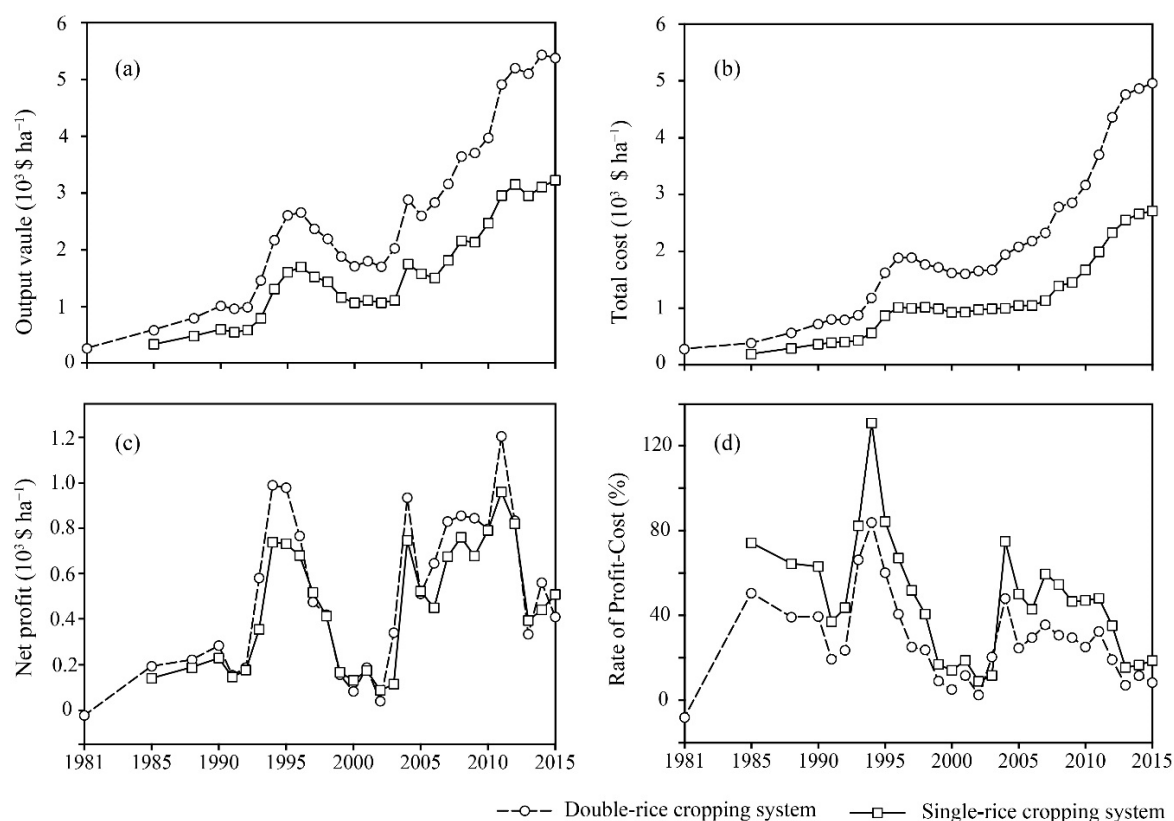 (a)
Output vaule (10³ $ ha⁻¹)
6
5
4
3
2
1
0
(b)
Total cost (10³ $ ha⁻¹)
6
5
4
3
2
1
0
(c)
Net profit (10³ $ ha⁻¹)
1.2
1.0
0.8
0.6
0.4
0.2
0
1981 1985 1990 1995 2000 2005 2010 2015
(d)
Rate of Profit-Cost (%)
120
80
40
0
1981 1985 1990 1995 2000 2005 2010 2015
Double-rice cropping system Single-rice cropping system